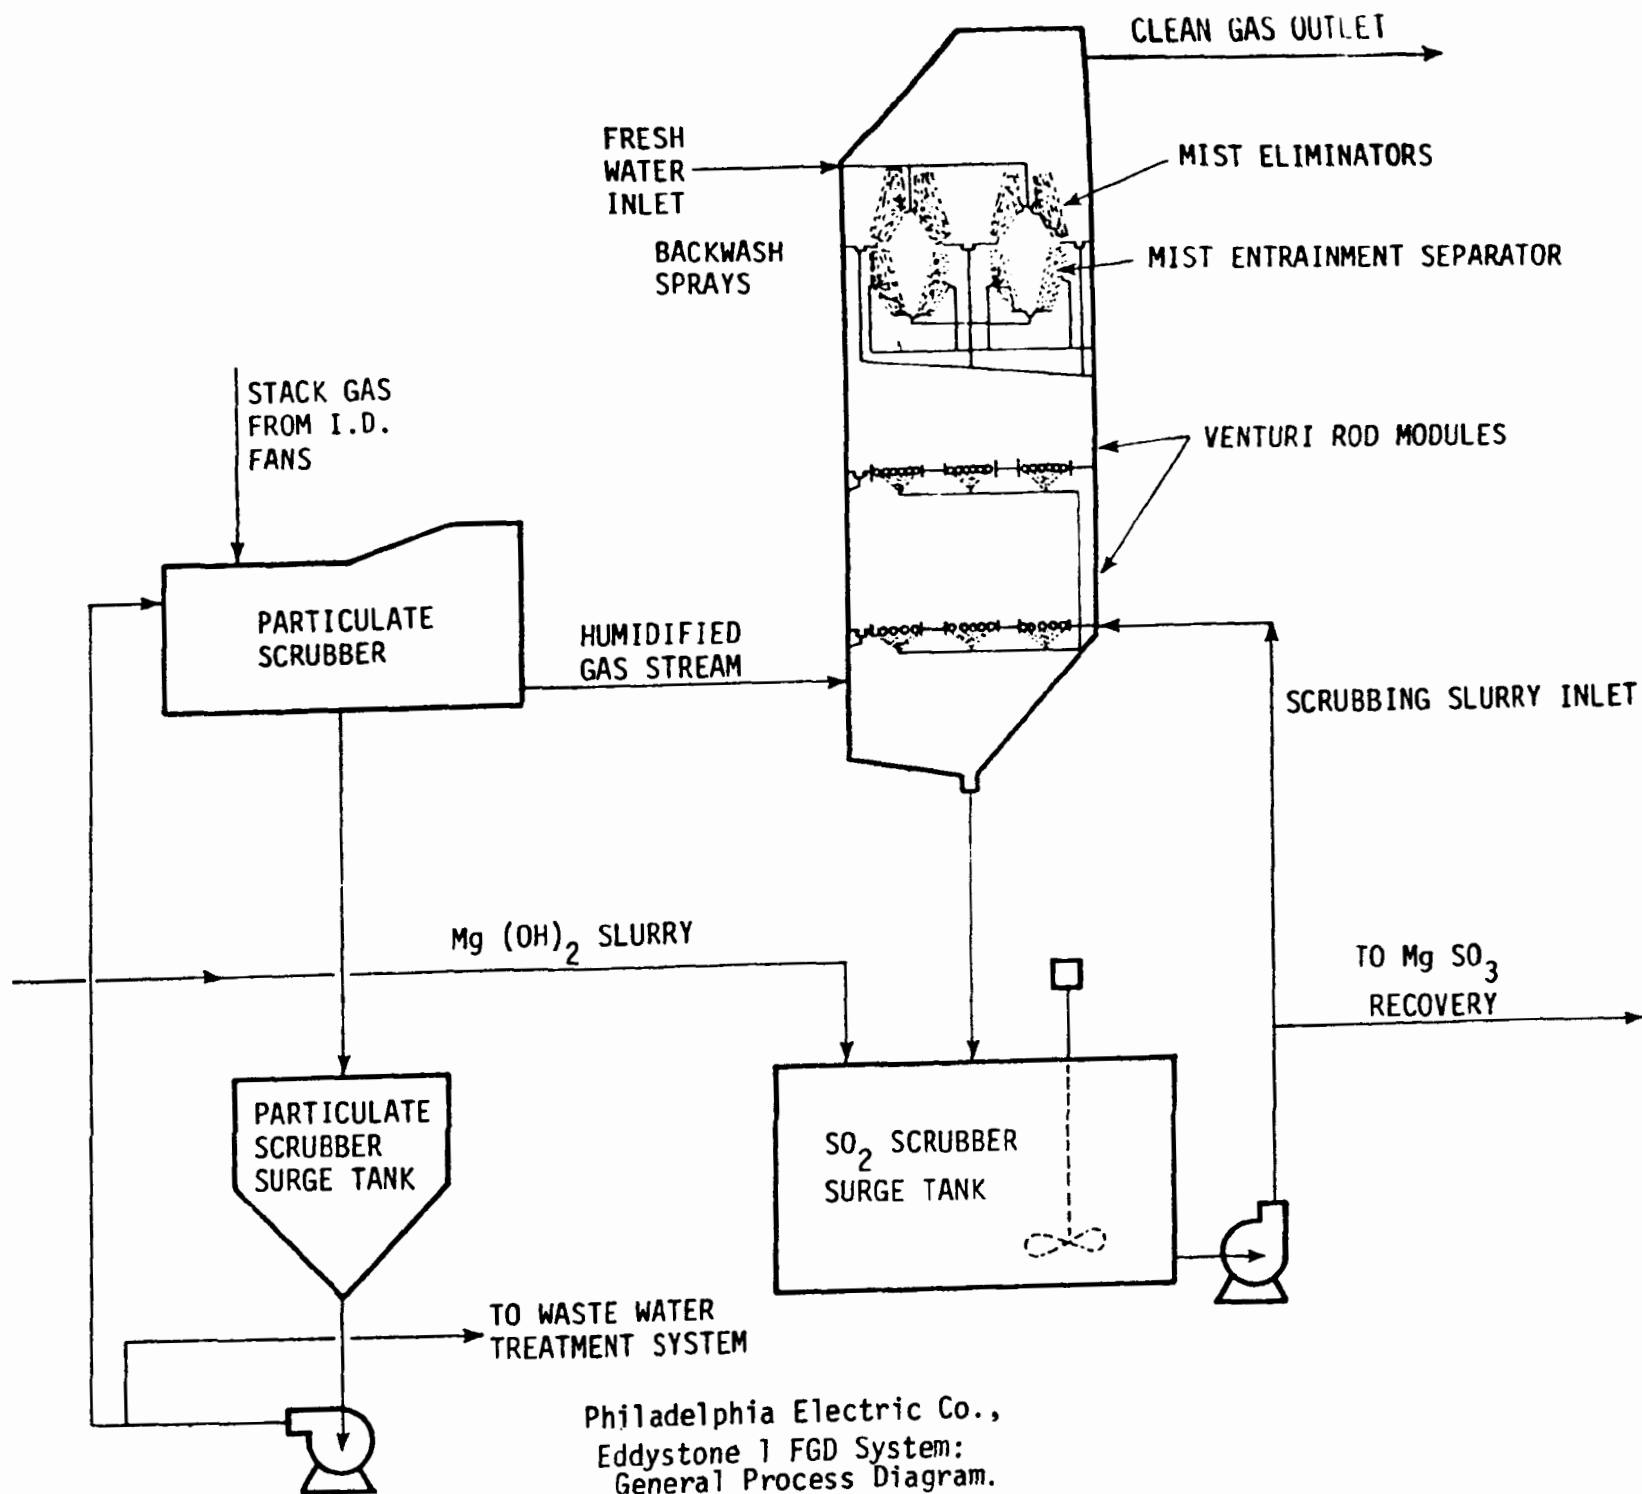 CLEAN GAS OUTLET
FRESH
WATER
INLET
MIST ELIMINATORS
BACKWASH
SPRAYS
MIST ENTRAINMENT SEPARATOR
STACK GAS
FROM I.D.
FANS
VENTURI ROD MODULES
PARTICULATE
SCRUBBER
HUMIDIFIED
GAS STREAM
SCRUBBING SLURRY INLET
Mg (OH)2 SLURRY
TO Mg SO3
RECOVERY
PARTICULATE
SCRUBBER
SURGE TANK
SO2 SCRUBBER
SURGE TANK
TO WASTE WATER
TREATMENT SYSTEM
Philadelphia Electric Co.,
Eddystone 1 FGD System:
General Process Diagram.